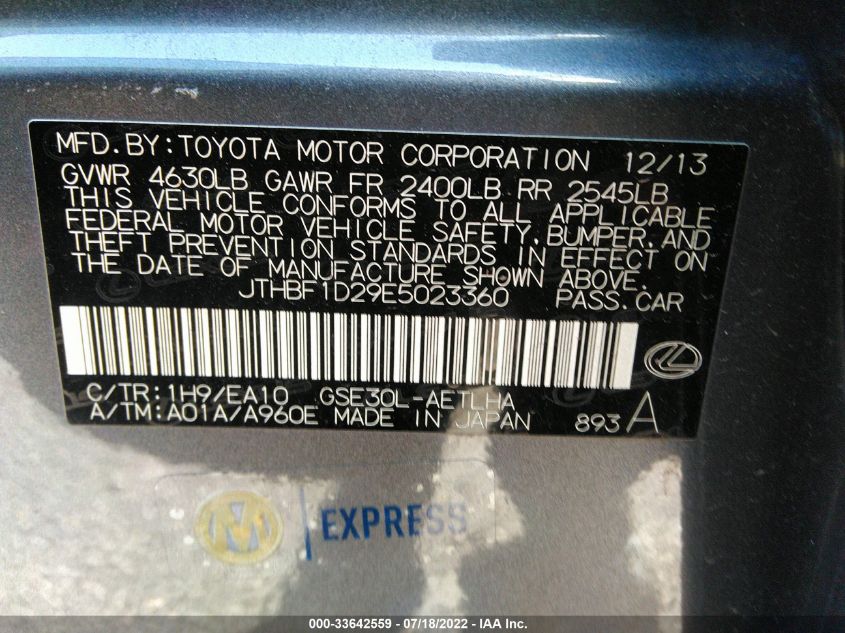 MFD.BY:TOYOTA MOTOR CORPORATION 12/13
GVWR 4630LB GAWR FR 2400LB RR 2545LB
THIS VEHICLE CONFORMS TO ALL APPLICABLE
FEDERAL MOTOR VEHICLE SAFETY,BUMPER,AND
THEFT PREVENTION STANDARDS IN EFFECT ON
THE DATE OF MANUFACTURE SHOWN ABOVE.
JTHBF1D29E5023360 PASS.CAR
C/TR:1H9/EA10 GSE30L-AETLHA
A/TM:A01A/A960E MADE IN JAPAN 893A
M EXPRESS
000-33642559 - 07/18/2022 - IAA Inc.